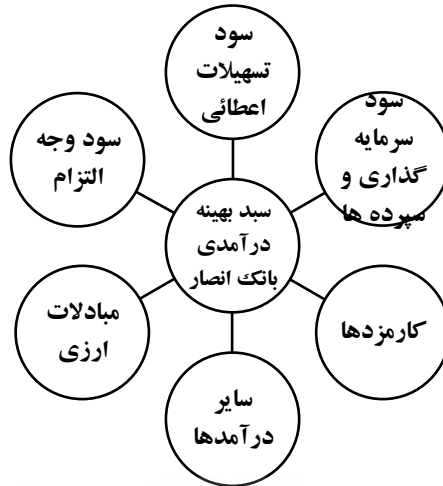 سود
تسهیلات
اعطائی
سود
سرمایه
گذاری و
سپرده ها
کارمزدها
سایر
درآمدها
مبادلات
ارزی
سود وجه
التزام
سبد بهینه
درآمدی
بانک انصار